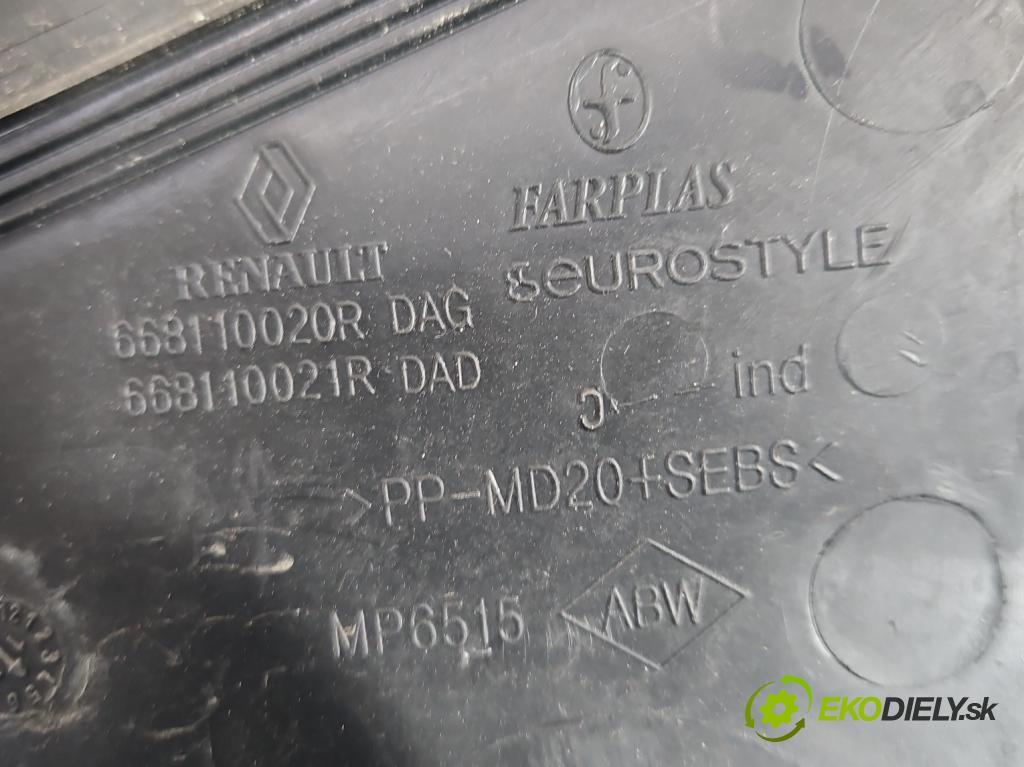 f
FARPLAS
RENAULT
&eUROSTYLE
668110020R DAG
668110021R DAD
C ind
>PP-MD20+SEBS<
MP6515
ABW
EKODIELY.sk